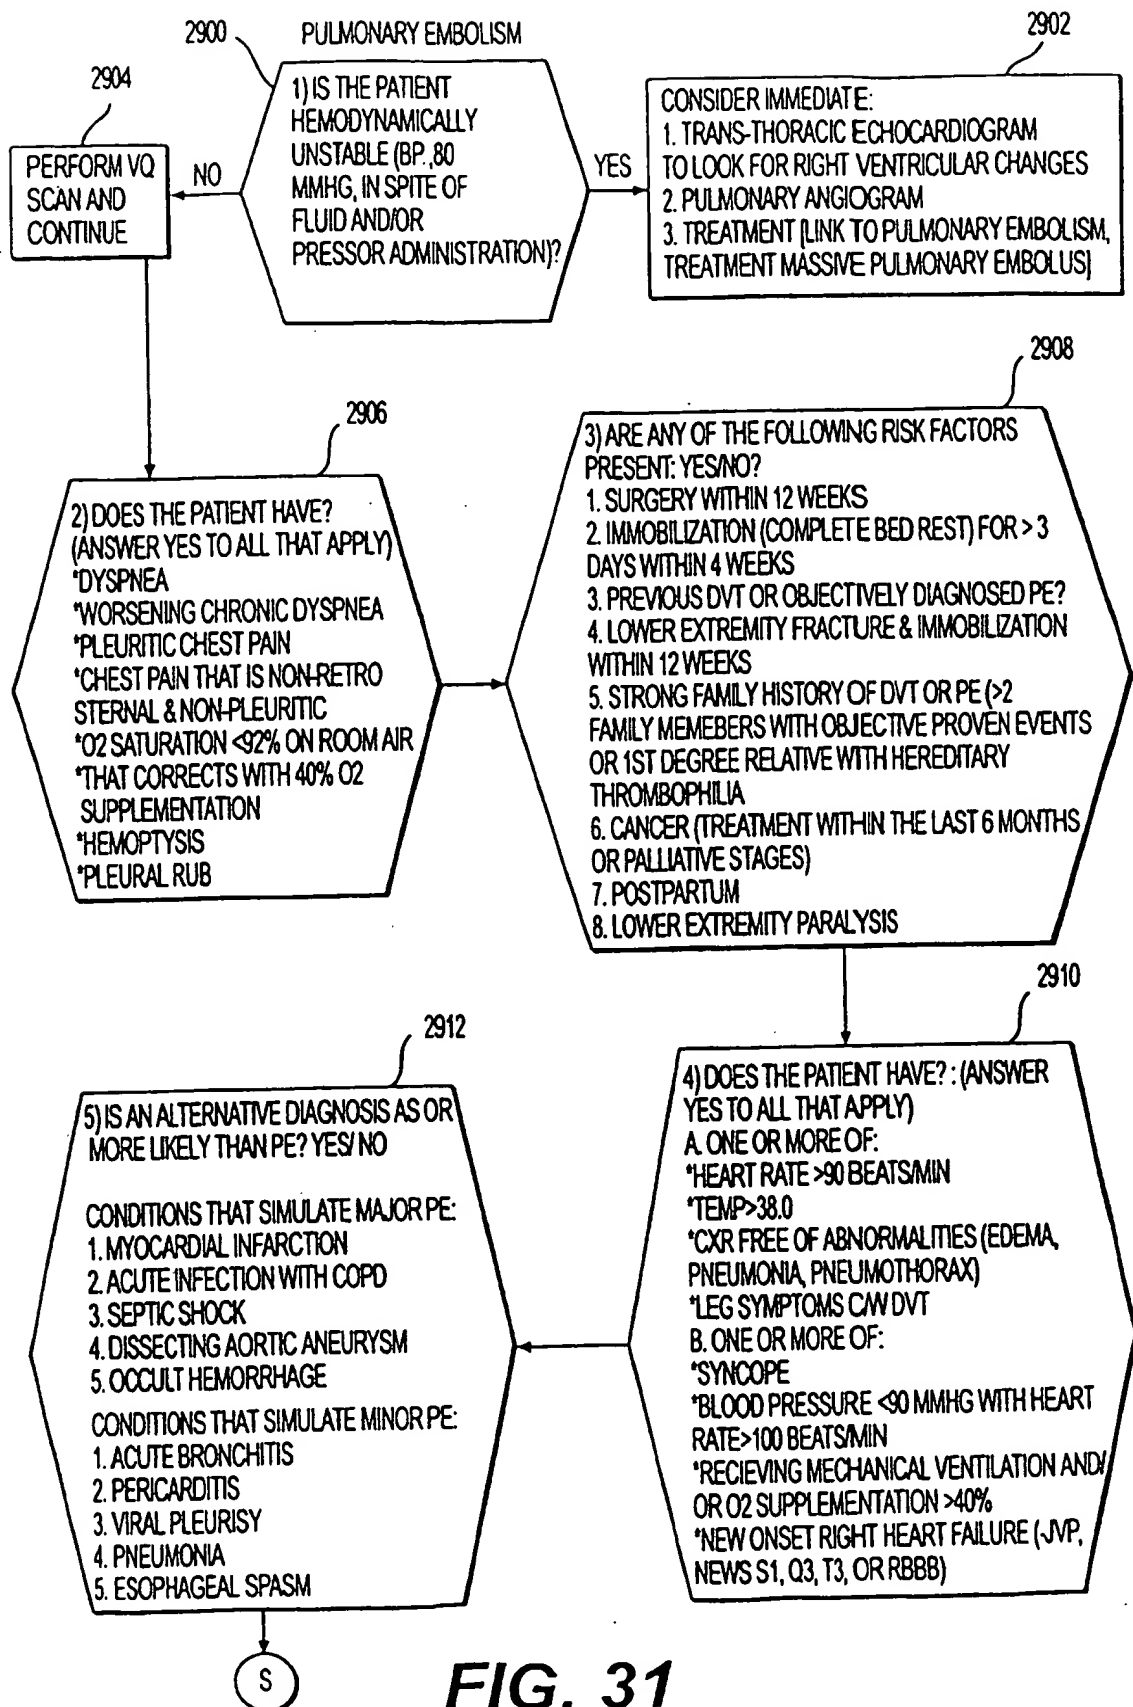 2900
PULMONARY EMBOLISM
1) IS THE PATIENT
HEMODYNAMICALLY
UNSTABLE (BP.,80
MMHG, IN SPITE OF
FLUID AND/OR
PRESSOR ADMINISTRATION)?
YES
2902
CONSIDER IMMEDIATE:
1. TRANS-THORACIC ECHOCARDIOGRAM
TO LOOK FOR RIGHT VENTRICULAR CHANGES
2. PULMONARY ANGIOGRAM
3. TREATMENT [LINK TO PULMONARY EMBOLISM,
TREATMENT MASSIVE PULMONARY EMBOLUS]
NO
2904
PERFORM VQ
SCAN AND
CONTINUE
2906
2) DOES THE PATIENT HAVE?
(ANSWER YES TO ALL THAT APPLY)
*DYSPNEA
*WORSENING CHRONIC DYSPNEA
*PLEURITIC CHEST PAIN
*CHEST PAIN THAT IS NON-RETRO
STERNAL & NON-PLEURITIC
*O2 SATURATION <92% ON ROOM AIR
*THAT CORRECTS WITH 40% O2
SUPPLEMENTATION
*HEMOPTYSIS
*PLEURAL RUB
2908
3) ARE ANY OF THE FOLLOWING RISK FACTORS
PRESENT: YES/NO?
1. SURGERY WITHIN 12 WEEKS
2. IMMOBILIZATION (COMPLETE BED REST) FOR > 3
DAYS WITHIN 4 WEEKS
3. PREVIOUS DVT OR OBJECTIVELY DIAGNOSED PE?
4. LOWER EXTREMITY FRACTURE & IMMOBILIZATION
WITHIN 12 WEEKS
5. STRONG FAMILY HISTORY OF DVT OR PE (>2
FAMILY MEMEBERS WITH OBJECTIVE PROVEN EVENTS
OR 1ST DEGREE RELATIVE WITH HEREDITARY
THROMBOPHILIA
6. CANCER (TREATMENT WITHIN THE LAST 6 MONTHS
OR PALLIATIVE STAGES)
7. POSTPARTUM
8. LOWER EXTREMITY PARALYSIS
2910
4) DOES THE PATIENT HAVE? : (ANSWER
YES TO ALL THAT APPLY)
A. ONE OR MORE OF:
*HEART RATE >90 BEATS/MIN
*TEMP>38.0
*CXR FREE OF ABNORMALITIES (EDEMA,
PNEUMONIA, PNEUMOTHORAX)
*LEG SYMPTOMS C/W DVT
B. ONE OR MORE OF:
*SYNCOPE
*BLOOD PRESSURE <90 MMHG WITH HEART
RATE>100 BEATS/MIN
*RECIEVING MECHANICAL VENTILATION AND/
OR O2 SUPPLEMENTATION >40%
*NEW ONSET RIGHT HEART FAILURE (-JVP,
NEWS S1, Q3, T3, OR RBBB)
2912
5) IS AN ALTERNATIVE DIAGNOSIS AS OR
MORE LIKELY THAN PE? YES/ NO
CONDITIONS THAT SIMULATE MAJOR PE:
1. MYOCARDIAL INFARCTION
2. ACUTE INFECTION WITH COPD
3. SEPTIC SHOCK
4. DISSECTING AORTIC ANEURYSM
5. OCCULT HEMORRHAGE
CONDITIONS THAT SIMULATE MINOR PE:
1. ACUTE BRONCHITIS
2. PERICARDITIS
3. VIRAL PLEURISY
4. PNEUMONIA
5. ESOPHAGEAL SPASM
S
FIG. 31